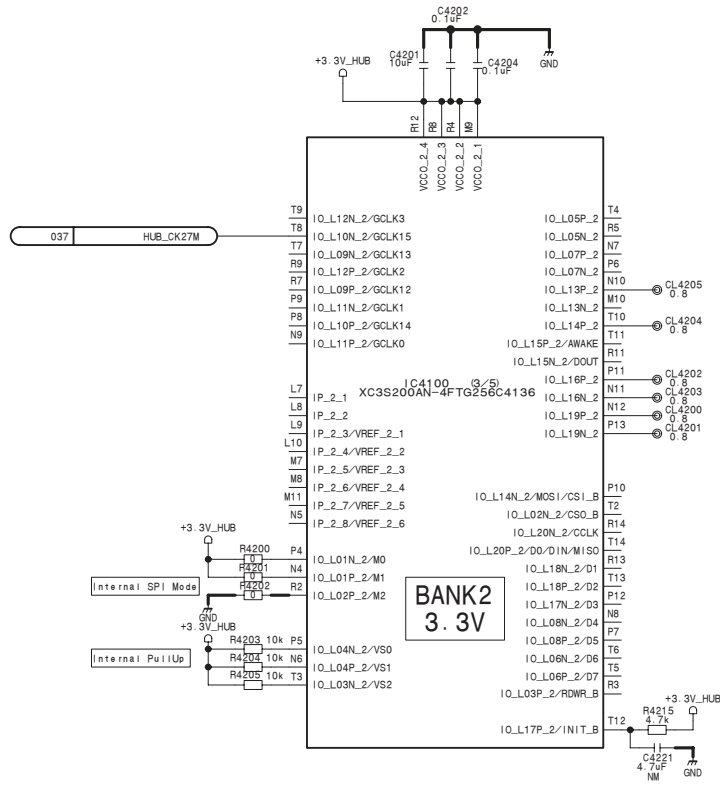 C4202
0.1uF
C4201
10uF
C4204
0.1uF
GND
+3.3V_HUB
R12
R8
R4
M9
VCCO_2_4
VCCO_2_3
VCCO_2_2
VCCO_2_1
037 HUB_CK27M
T9 IO_L12N_2/GCLK3
T8 IO_L10N_2/GCLK15
T7 IO_L09N_2/GCLK13
R9 IO_L12P_2/GCLK2
R7 IO_L09P_2/GCLK12
P9 IO_L11N_2/GCLK1
P8 IO_L10P_2/GCLK14
N9 IO_L11P_2/GCLK0
IO_L05P_2 T4
IO_L05N_2 R5
IO_L07P_2 N7
IO_L07N_2 P6
IO_L13P_2 N10 CL4205
0.8
IO_L13N_2 M10
IO_L14P_2 T10 CL4204
0.8
IO_L15P_2/AWAKE T11
IO_L15N_2/DOUT R11
IO_L16P_2 P11 CL4202
0.8
IO_L16N_2 N11 CL4203
0.8
IO_L19P_2 N12 CL4200
0.8
IO_L19N_2 P13 CL4201
0.8
IC4100 (3/5)
XC3S200AN-4FTG256C4136
L7 IP_2_1
L8 IP_2_2
L9 IP_2_3/VREF_2_1
L10 IP_2_4/VREF_2_2
M7 IP_2_5/VREF_2_3
M8 IP_2_6/VREF_2_4
M11 IP_2_7/VREF_2_5
N5 IP_2_8/VREF_2_6
IO_L14N_2/MOSI/CSI_B P10
IO_L02N_2/CSO_B T2
IO_L20N_2/CCLK R14
IO_L20P_2/D0/DIN/MISO T14
IO_L18N_2/D1 R13
IO_L18P_2/D2 T13
IO_L17N_2/D3 P12
IO_L08N_2/D4 N8
IO_L08P_2/D5 P7
IO_L06N_2/D6 T6
IO_L06P_2/D7 T5
IO_L03P_2/RDWR_B R3
+3.3V_HUB
R4200 0 P4 IO_L01N_2/M0
R4201 0 N4 IO_L01P_2/M1
R4202 0 R2 IO_L02P_2/M2
Internal SPI Mode
GND
BANK2
3.3V
+3.3V_HUB
R4203 10k P5 IO_L04N_2/VS0
R4204 10k N6 IO_L04P_2/VS1
R4205 10k T3 IO_L03N_2/VS2
Internal PullUp
IO_L17P_2/INIT_B T12
+3.3V_HUB
R4215
4.7k
C4221
4.7uF
NM
GND